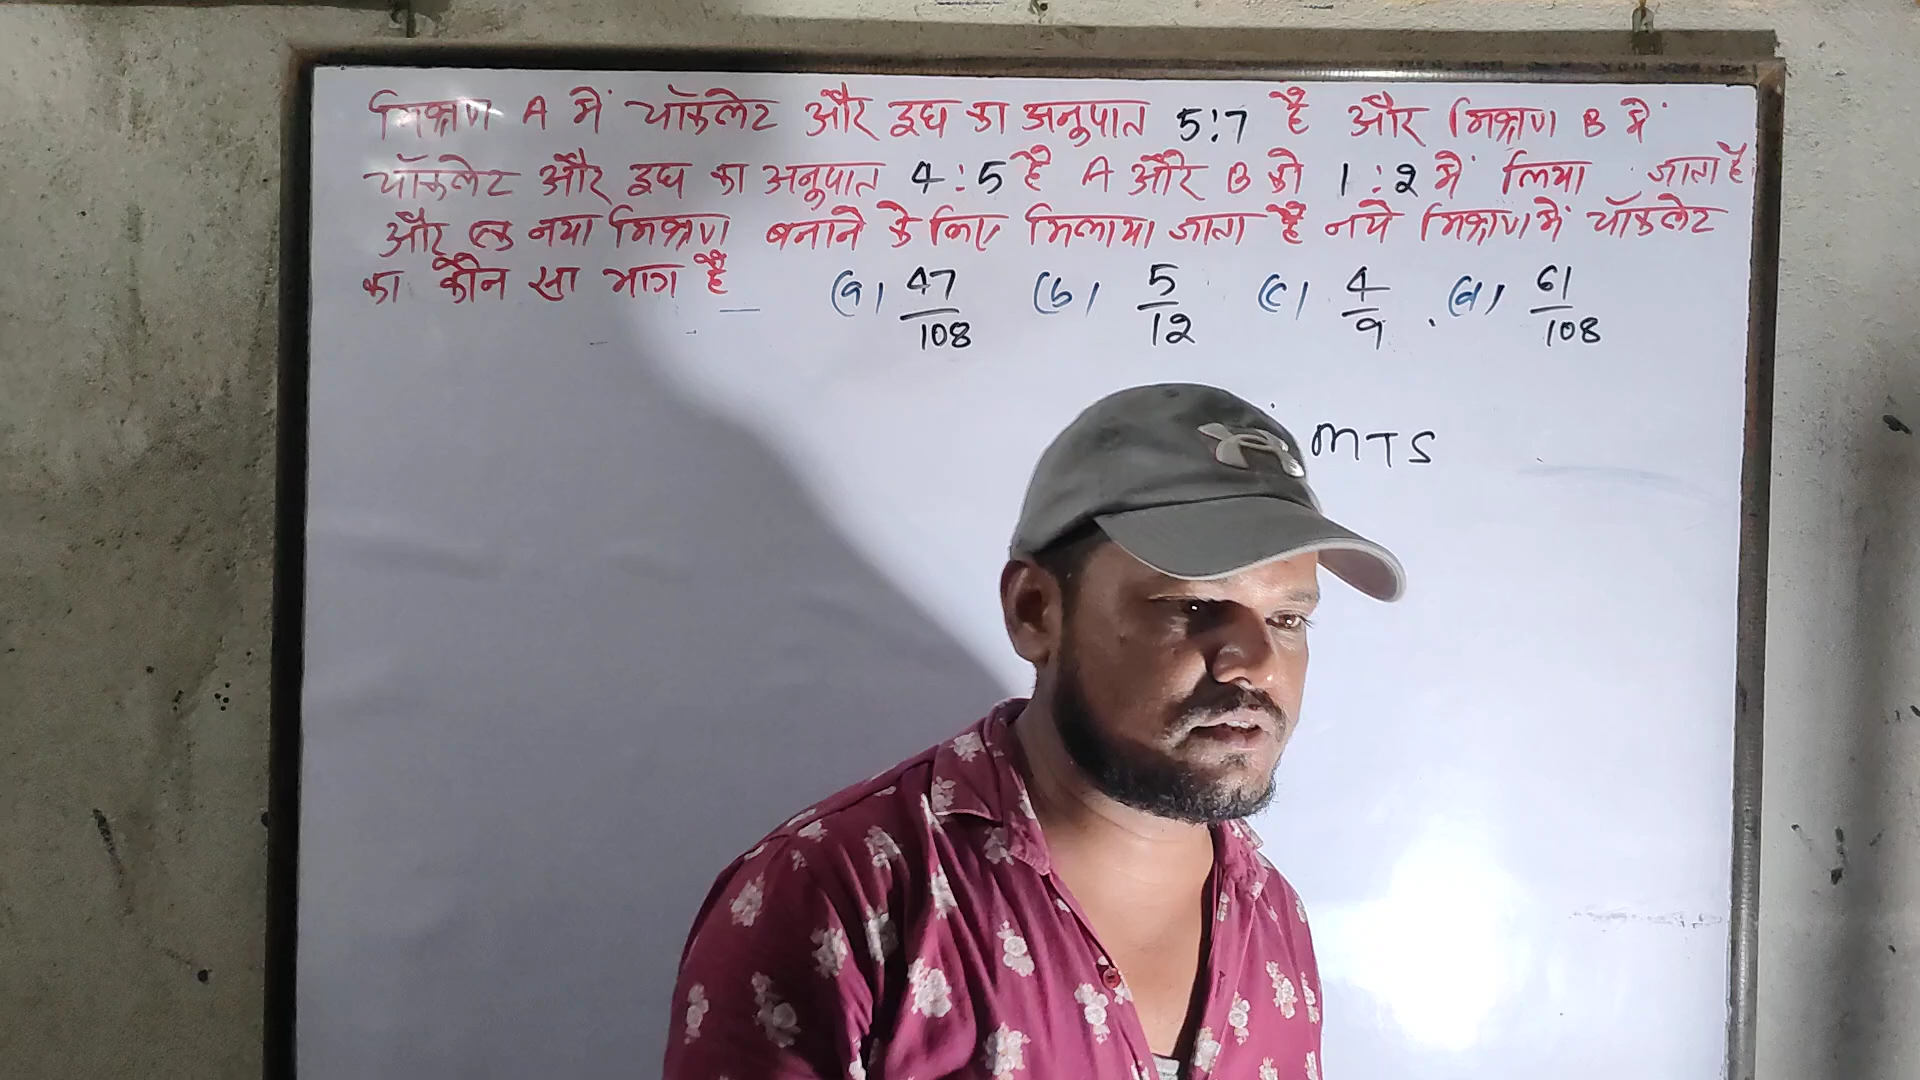 मिश्रण A में चॉकलेट और दूध का अनुपात 5:7 है और मिश्रण B में
चॉकलेट और दूध का अनुपात 4:5 है A और B को 1:2 में लिया जाता है।
और एक नया मिश्रण बनाने के लिए मिलाया जाता है नये मिश्रण में चॉकलेट
का कौन सा भाग है _ (a) 47/108 (b) 5/12 (c) 4/9 . (d) 61/108
MTS